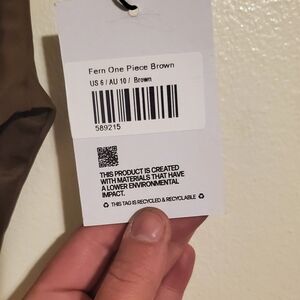 Fern One Piece Brown
US 6 / AU 10 / Brown
589215
THIS PRODUCT IS CREATED
WITH MATERIALS THAT HAVE
A LOWER ENVIRONMENTAL
IMPACT.
♻ THIS TAG IS RECYCLED & RECYCLABLE ♻